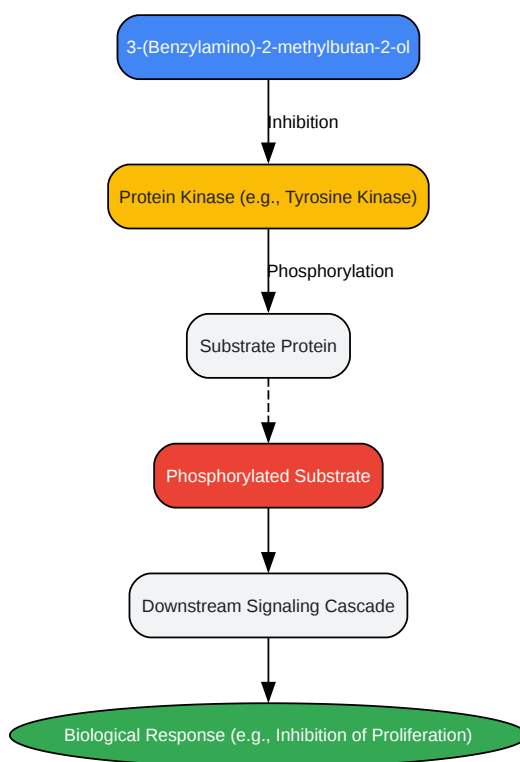 3-(Benzylamino)-2-methylbutan-2-ol
Inhibition
Protein Kinase (e.g., Tyrosine Kinase)
Phosphorylation
Substrate Protein
Phosphorylated Substrate
Downstream Signaling Cascade
Biological Response (e.g., Inhibition of Proliferation)